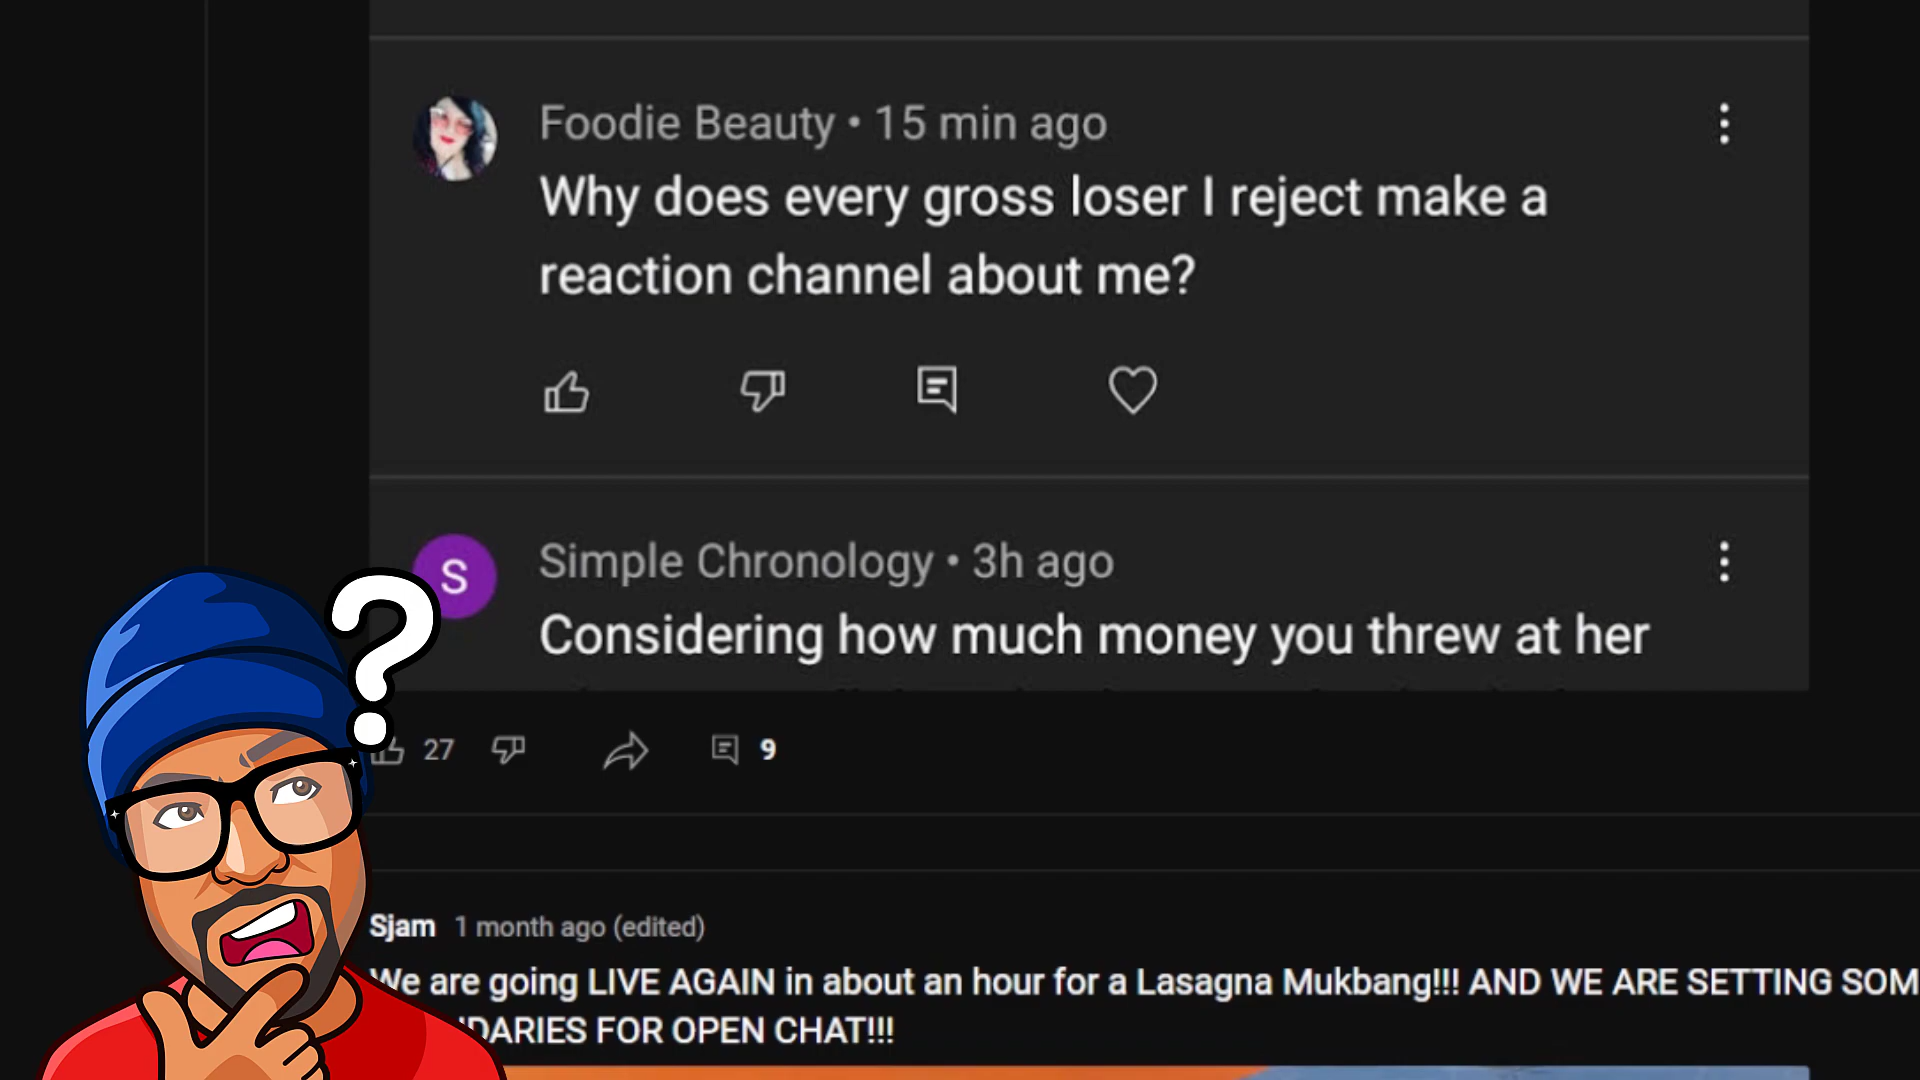 Foodie Beauty • 15 min ago
Why does every gross loser I reject make a
reaction channel about me?
S
Simple Chronology • 3h ago
Considering how much money you threw at her
?
27
9
Sjam 1 month ago (edited)
We are going LIVE AGAIN in about an hour for a Lasagna Mukbang!!! AND WE ARE SETTING SOM
DARIES FOR OPEN CHAT!!!